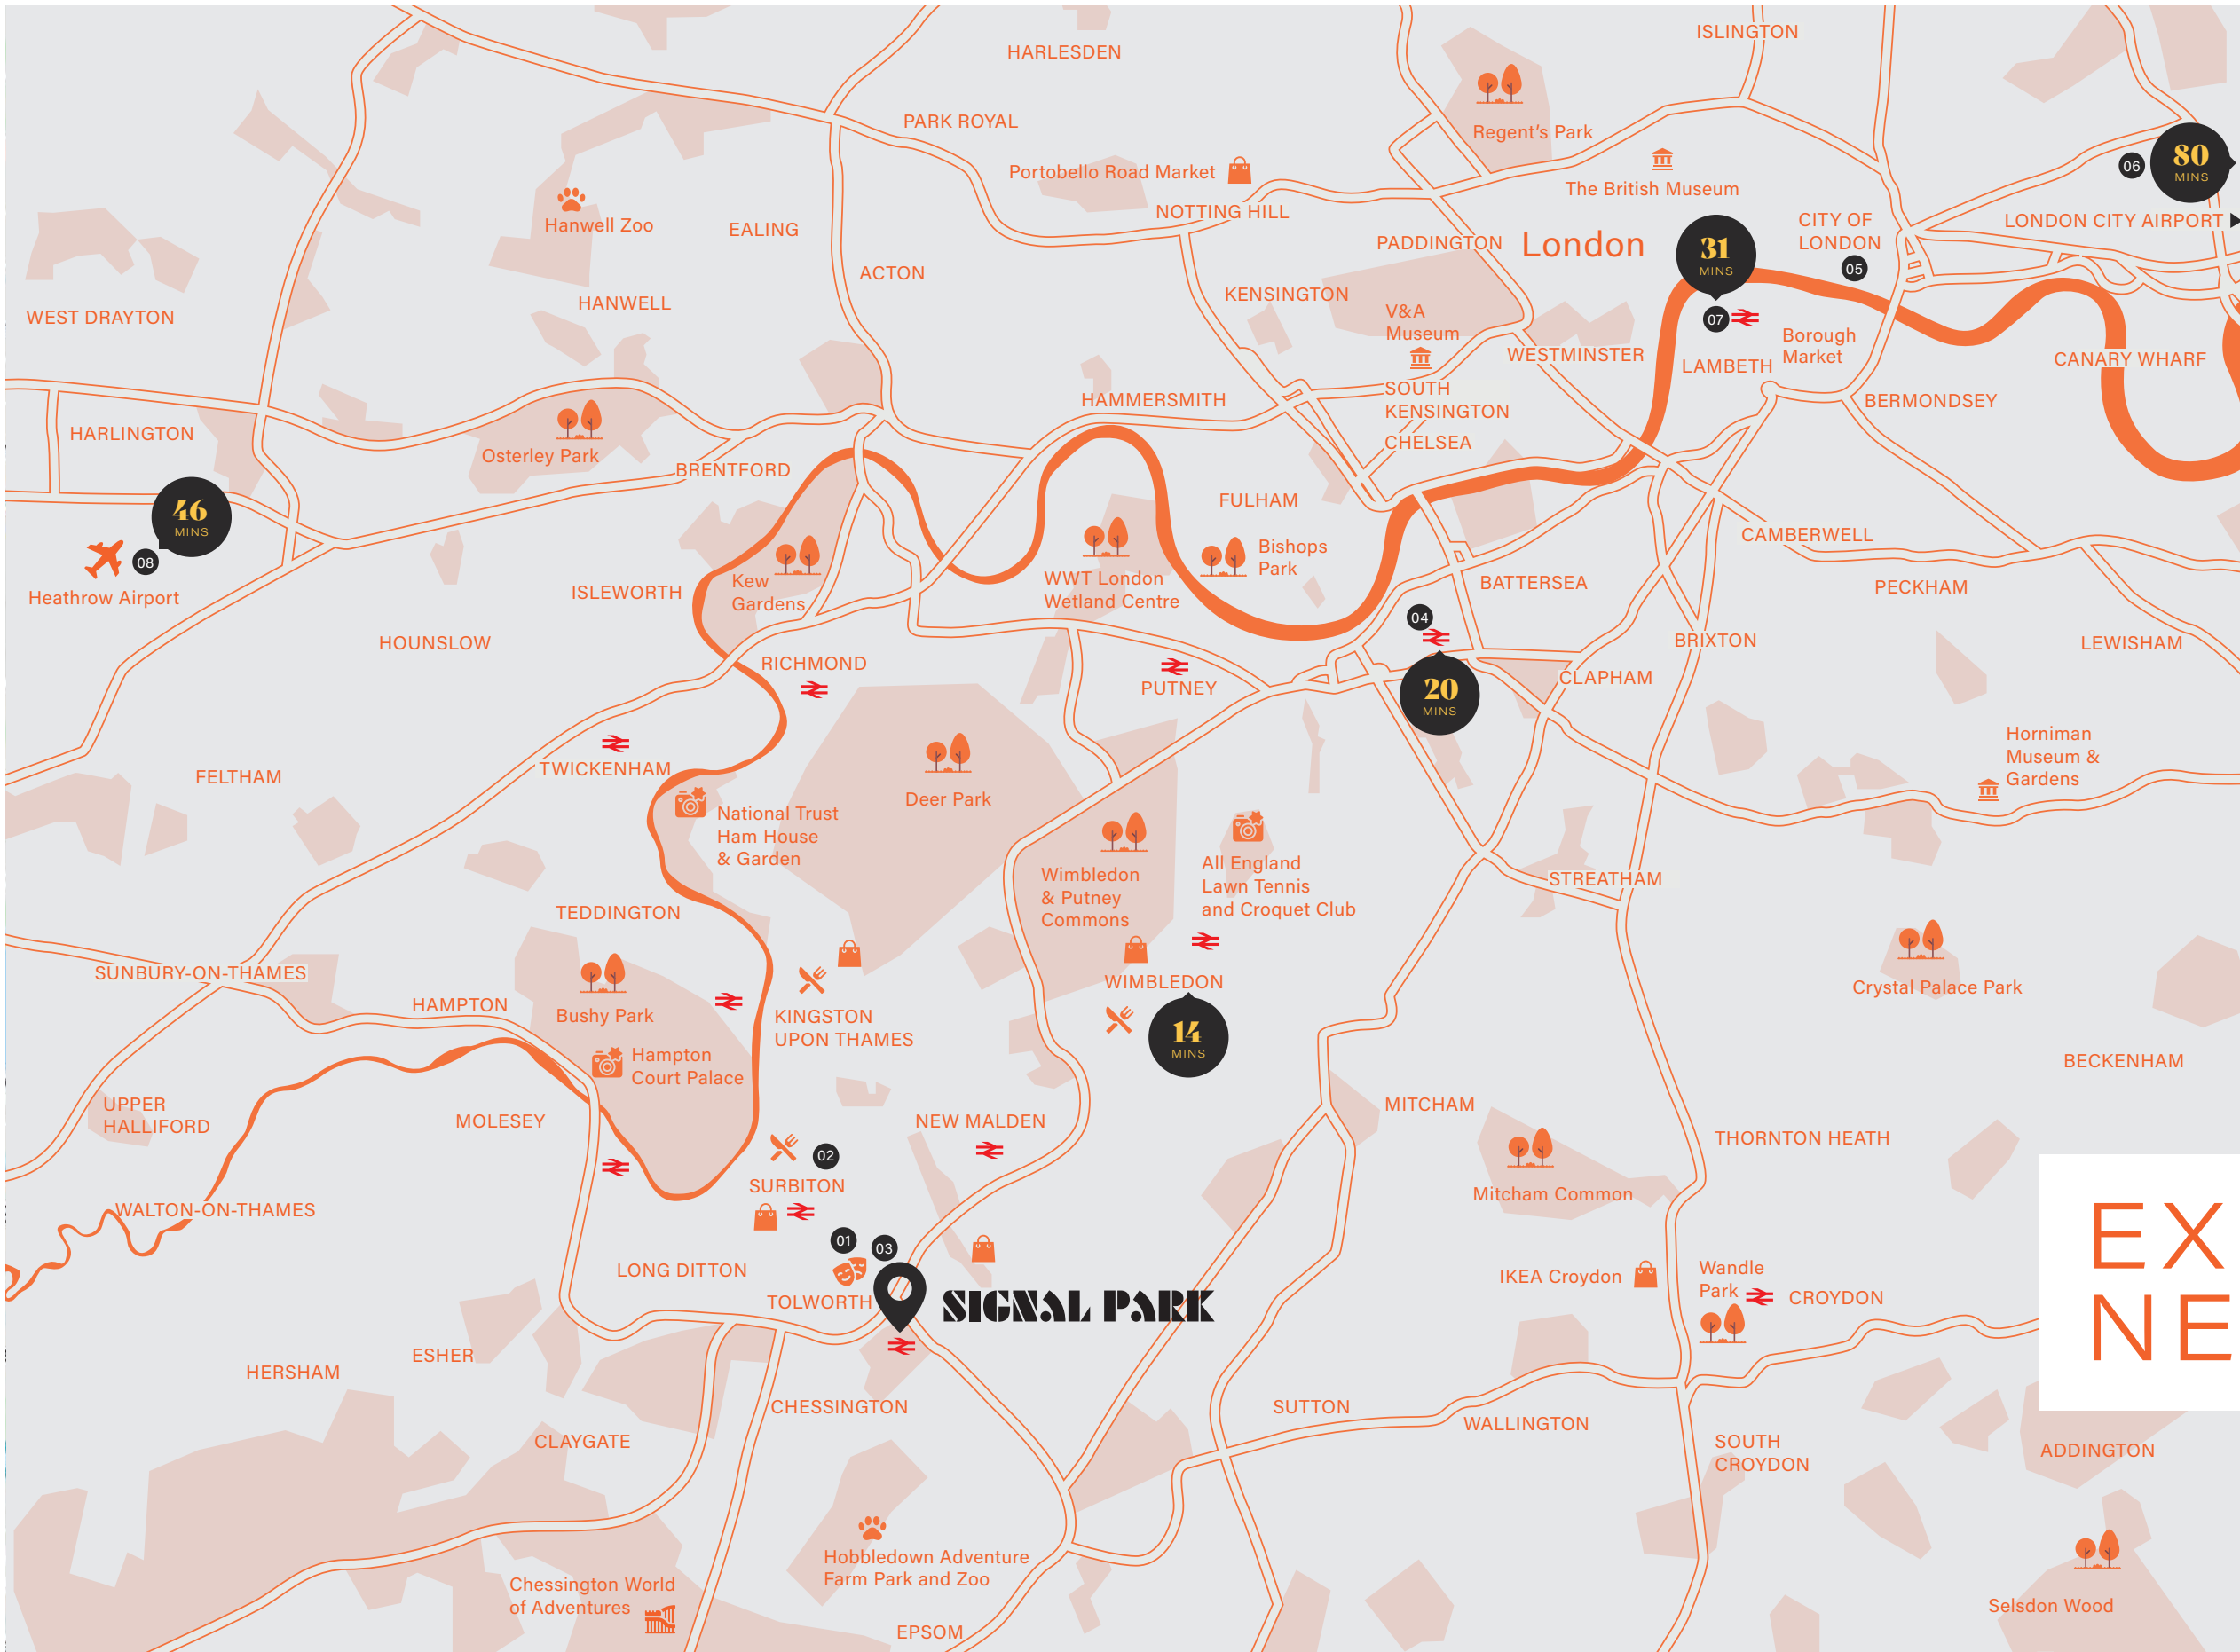 ISLINGTON
HARLESDEN
PARK ROYAL
Regent's Park
80
MINS
06
Portobello Road Market
The British Museum
NOTTING HILL
Hanwell Zoo
EALING
CITY OF
LONDON
LONDON CITY AIRPORT
PADDINGTON
London
31
MINS
05
ACTON
KENSINGTON
HANWELL
WEST DRAYTON
V&A
Museum
07
Borough
Market
WESTMINSTER
LAMBETH
CANARY WHARF
SOUTH
KENSINGTON
HAMMERSMITH
BERMONDSEY
HARLINGTON
CHELSEA
Osterley Park
BRENTFORD
FULHAM
46
MINS
08
Heathrow Airport
CAMBERWELL
Bishops
Park
WWT London
Wetland Centre
BATTERSEA
PECKHAM
ISLEWORTH
Kew
Gardens
04
HOUNSLOW
BRIXTON
LEWISHAM
RICHMOND
PUTNEY
CLAPHAM
20
MINS
Horniman
Museum &
Gardens
TWICKENHAM
FELTHAM
Deer Park
National Trust
Ham House
& Garden
All England
Lawn Tennis
and Croquet Club
Wimbledon
& Putney
Commons
STREATHAM
TEDDINGTON
SUNBURY-ON-THAMES
WIMBLEDON
Crystal Palace Park
HAMPTON
Bushy Park
KINGSTON
UPON THAMES
14
MINS
Hampton
Court Palace
BECKENHAM
UPPER
HALLIFORD
MOLESEY
NEW MALDEN
MITCHAM
THORNTON HEATH
02
SURBITON
Mitcham Common
WALTON-ON-THAMES
01
03
LONG DITTON
TOLWORTH
SIGNAL PARK
IKEA Croydon
Wandle
Park
CROYDON
EX
NE
ESHER
HERSHAM
CHESSINGTON
SUTTON
WALLINGTON
CLAYGATE
SOUTH
CROYDON
ADDINGTON
Hobbledown Adventure
Farm Park and Zoo
Chessington World
of Adventures
Selsdon Wood
EPSOM